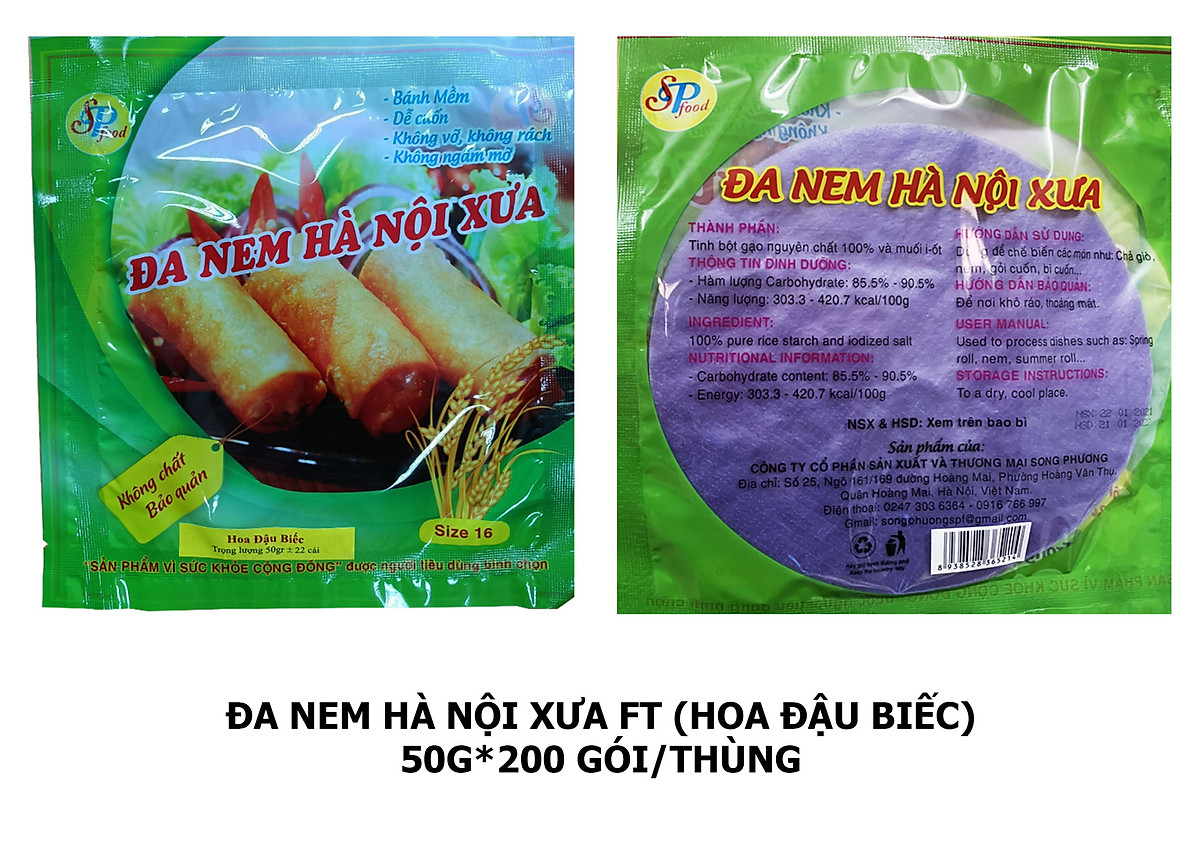 SP food
- Bánh Mềm
- Dễ cuốn
- Không vỡ, không rách
- Không ngấm mỡ
ĐA NEM HÀ NỘI XƯA
Không chất
Bảo quản
Size 16
Hoa Đậu Biếc
Trọng lượng 50gr ± 22 cái
"SẢN PHẨM VÌ SỨC KHỎE CỘNG ĐỒNG" được người tiêu dùng bình chọn
SP food
ĐA NEM HÀ NỘI XƯA
THÀNH PHẦN:
Tinh bột gạo nguyên chất 100% và muối i-ốt
THÔNG TIN DINH DƯỠNG:
- Hàm lượng Carbohydrate: 85.5% - 90.5%
- Năng lượng: 303.3 - 420.7 kcal/100g
HƯỚNG DẪN SỬ DỤNG:
Dùng để chế biến các món như: Chả giò,
nem, gỏi cuốn, bì cuốn...
HƯỚNG DẪN BẢO QUẢN:
Để nơi khô ráo, thoáng mát.
INGREDIENT:
100% pure rice starch and iodized salt
NUTRITIONAL INFORMATION:
- Carbohydrate content: 85.5% - 90.5%
- Energy: 303.3 - 420.7 kcal/100g
USER MANUAL:
Used to process dishes such as: Spring
roll, nem, summer roll...
STORAGE INSTRUCTIONS:
To a dry, cool place.
NSX: 22 01 2021
HSD: 21 01
NSX & HSD: Xem trên bao bì
Sản phẩm của:
CÔNG TY CỔ PHẦN SẢN XUẤT VÀ THƯƠNG MẠI SONG PHƯƠNG
Địa chỉ: Số 25, Ngõ 161/169 đường Hoàng Mai, Phường Hoàng Văn Thụ,
Quận Hoàng Mai, Hà Nội, Việt Nam.
Điện thoại: 0247 303 6364 - 0916 766 997
Gmail: songphuongspf@gmail.com
8 938528 365214
ĐA NEM HÀ NỘI XƯA FT (HOA ĐẬU BIẾC)
50G*200 GÓI/THÙNG